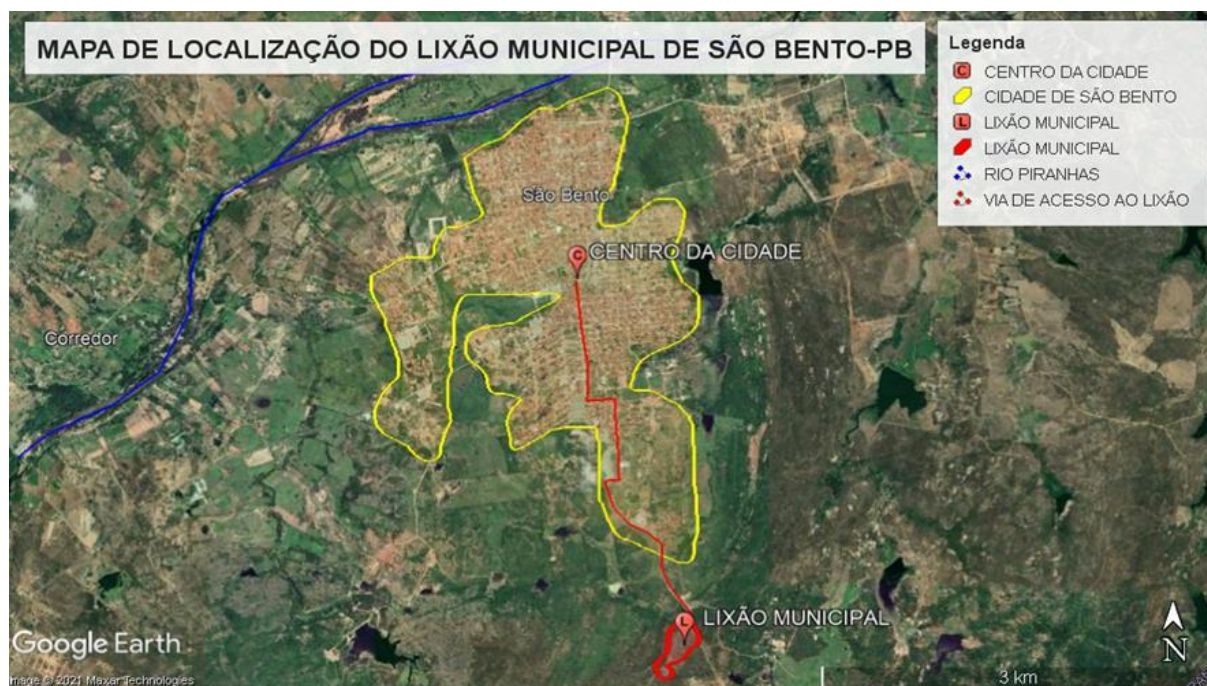 MAPA DE LOCALIZAÇÃO DO LIXÃO MUNICIPAL DE SÃO BENTO-PB
Legenda
C CENTRO DA CIDADE
CIDADE DE SÃO BENTO
L LIXÃO MUNICIPAL
LIXÃO MUNICIPAL
RIO PIRANHAS
VIA DE ACESSO AO LIXÃO
São Bento
C CENTRO DA CIDADE
Corredor
L LIXÃO MUNICIPAL
Google Earth
N
Image © 2021 Maxar Technologies
3 km